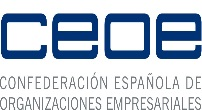 ceoe
CONFEDERACIÓN ESPAÑOLA DE
ORGANIZACIONES EMPRESARIALES